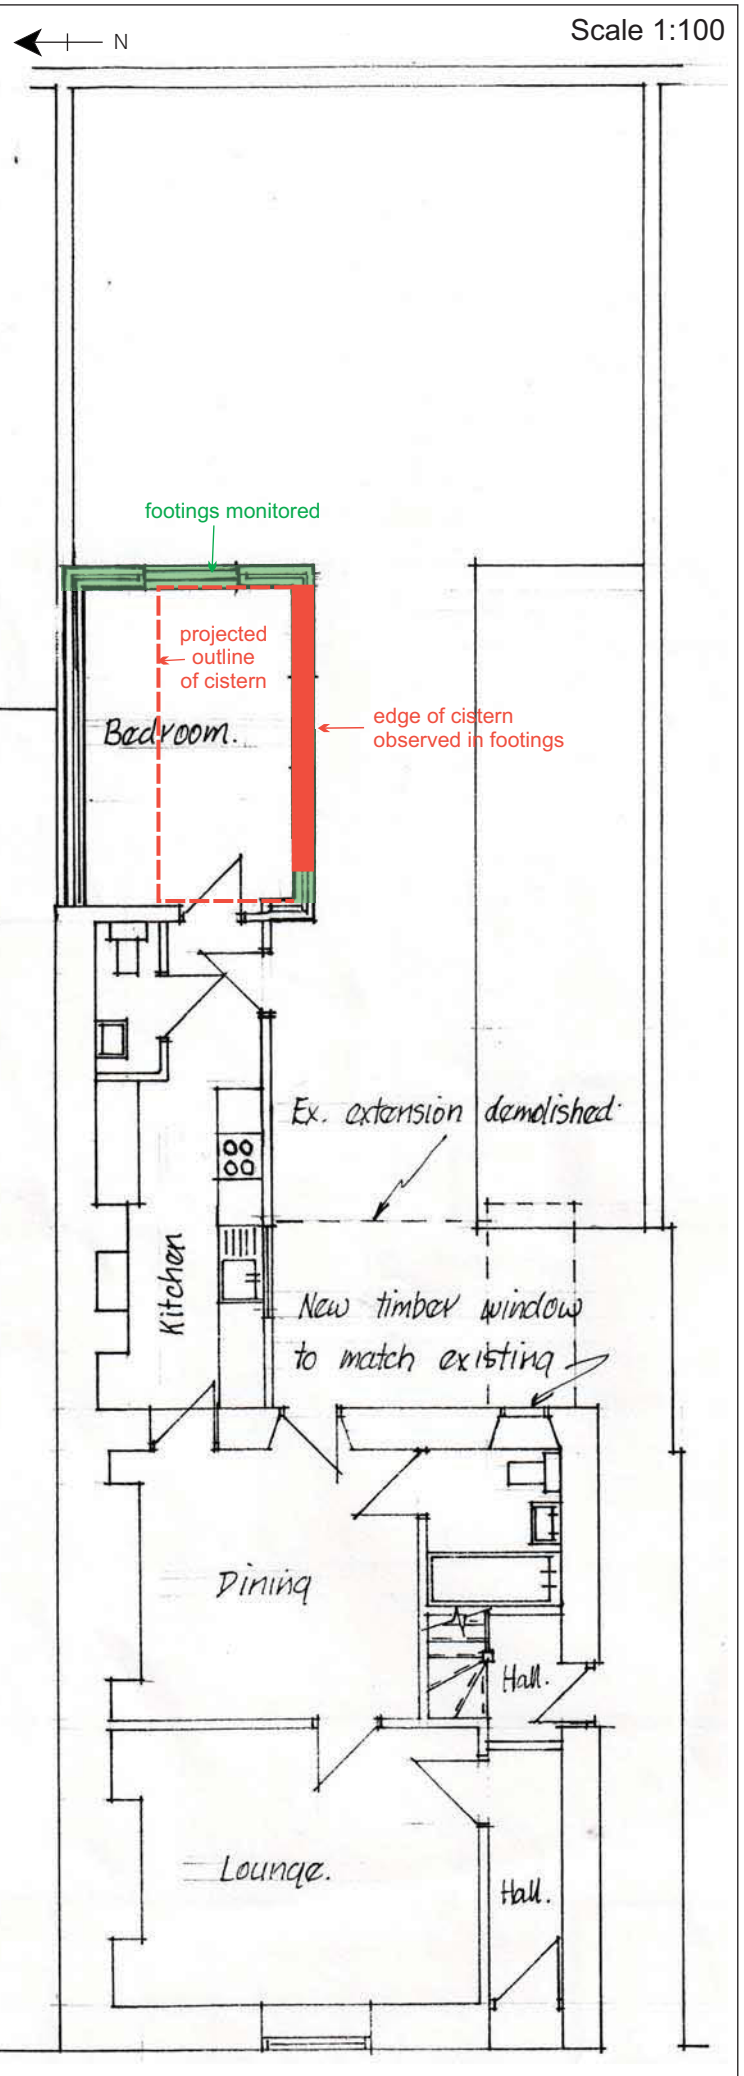 Scale 1:100
N
footings monitored
projected
outline
of cistern
edge of cistern
observed in footings
Bedroom.
Ex. extension demolished.
Kitchen
New timber window
to match existing
Dining
Hall.
Lounge.
Hall.